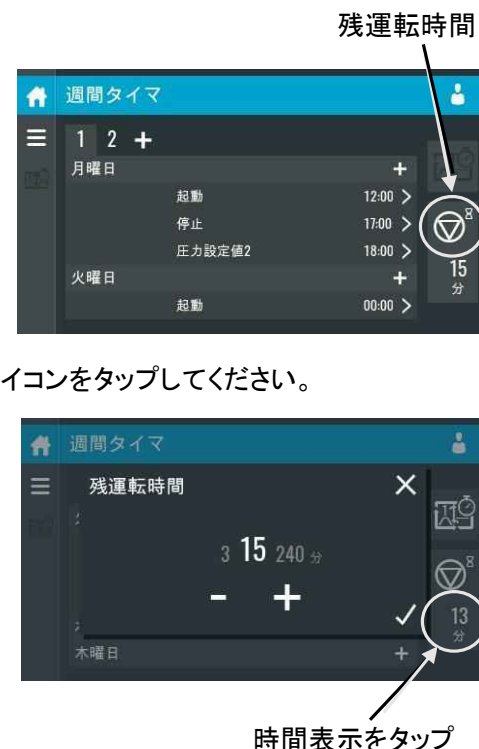 残運転時間
週間タイマ
1 2 +
月曜日 +
起動 12:00 >
停止 17:00 >
圧力設定値2 18:00 >
15
分
火曜日 +
起動 00:00 >
イコンをタップしてください。
週間タイマ
残運転時間
3 15 240 分
- +
13
分
木曜日 +
時間表示をタップ